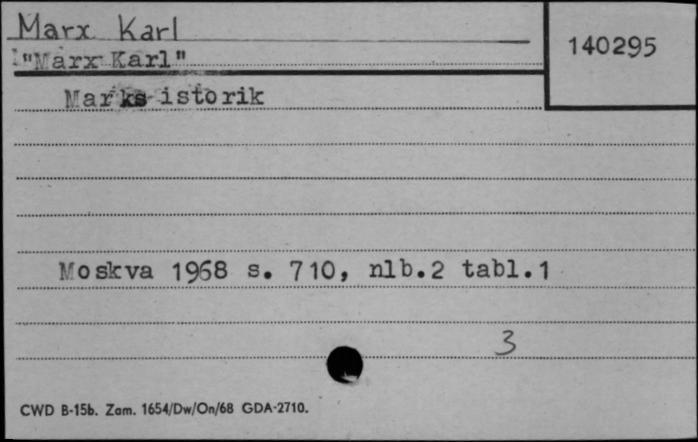 Marx Karl
140295
"Marx Karl"
Marks istorik
Moskva 1968 s. 710, nlb.2 tabl.1
3
CWD B-15b. Zam. 1654/Dw/On/68 GDA-2710.